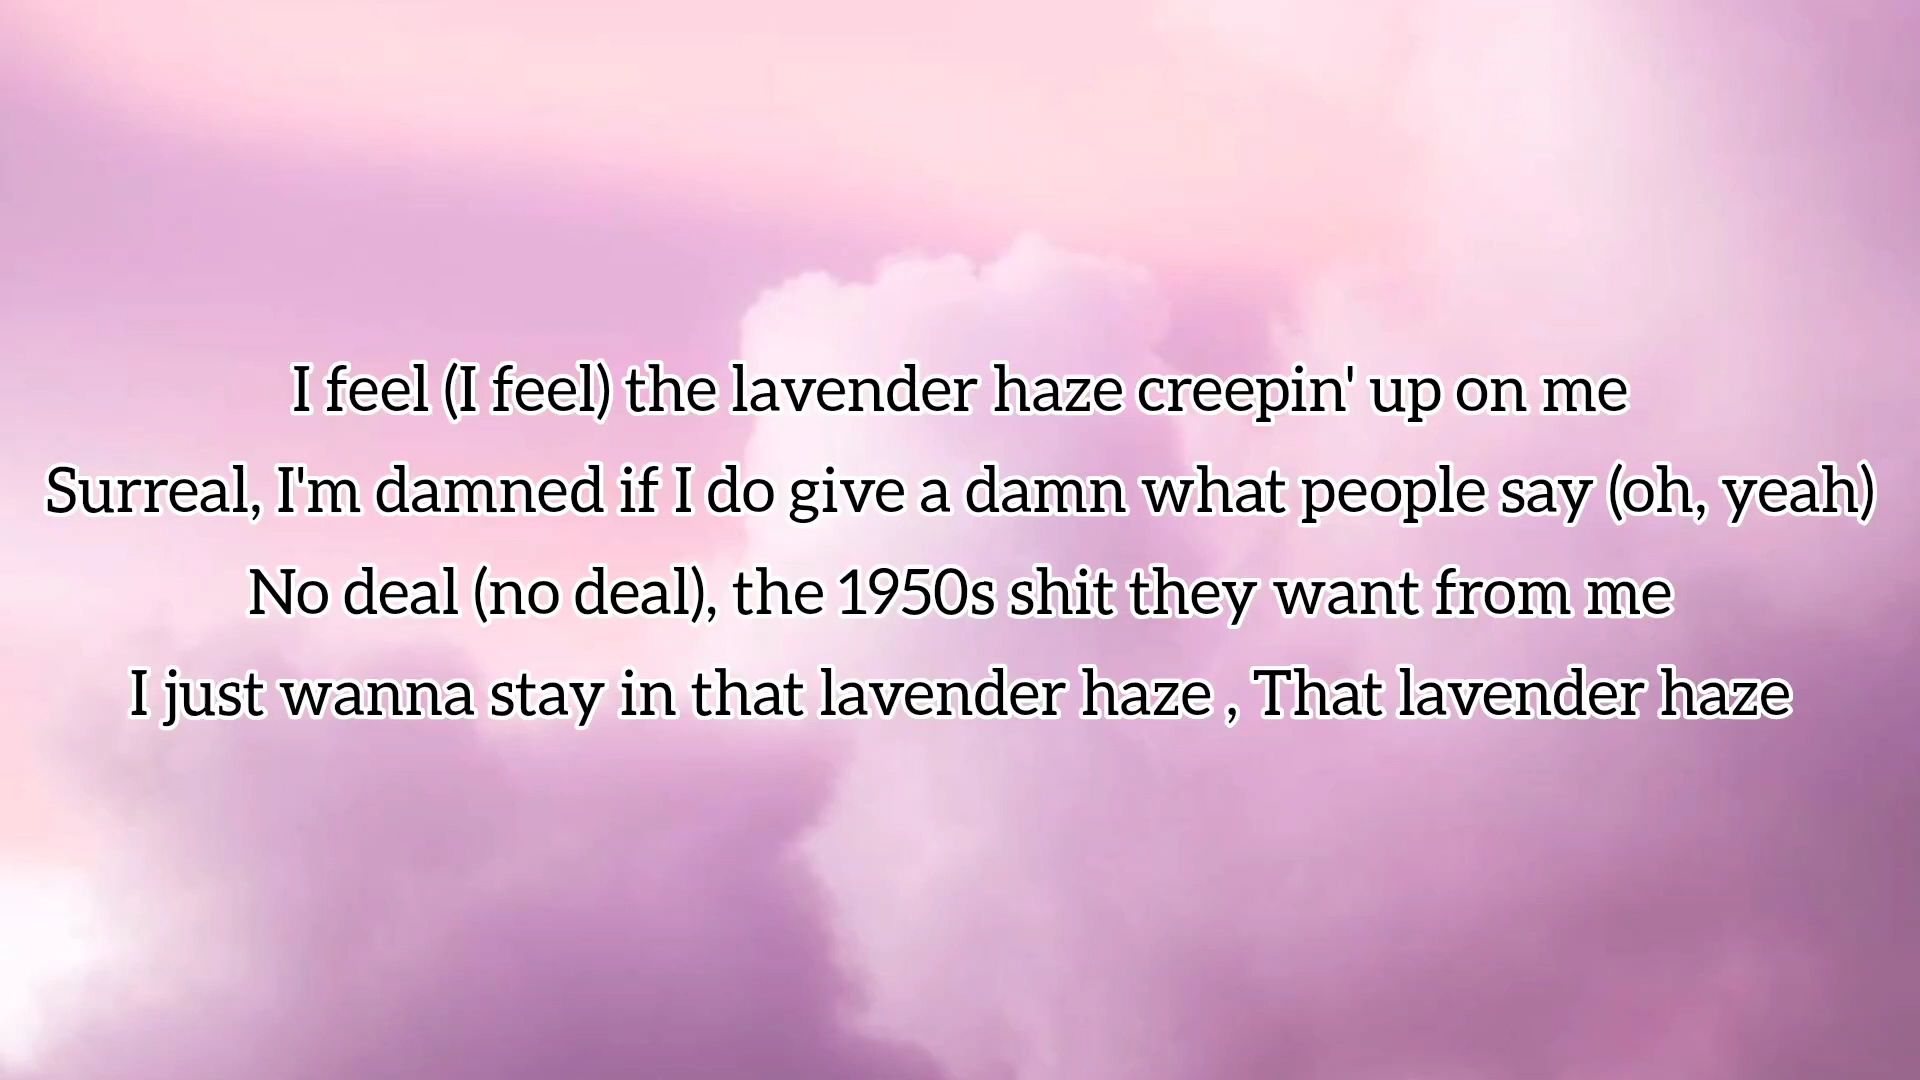 I feel (I feel) the lavender haze creepin' up on me
Surreal, I'm damned if I do give a damn what people say (oh, yeah)
No deal (no deal), the 1950s shit they want from me
I just wanna stay in that lavender haze , That lavender haze